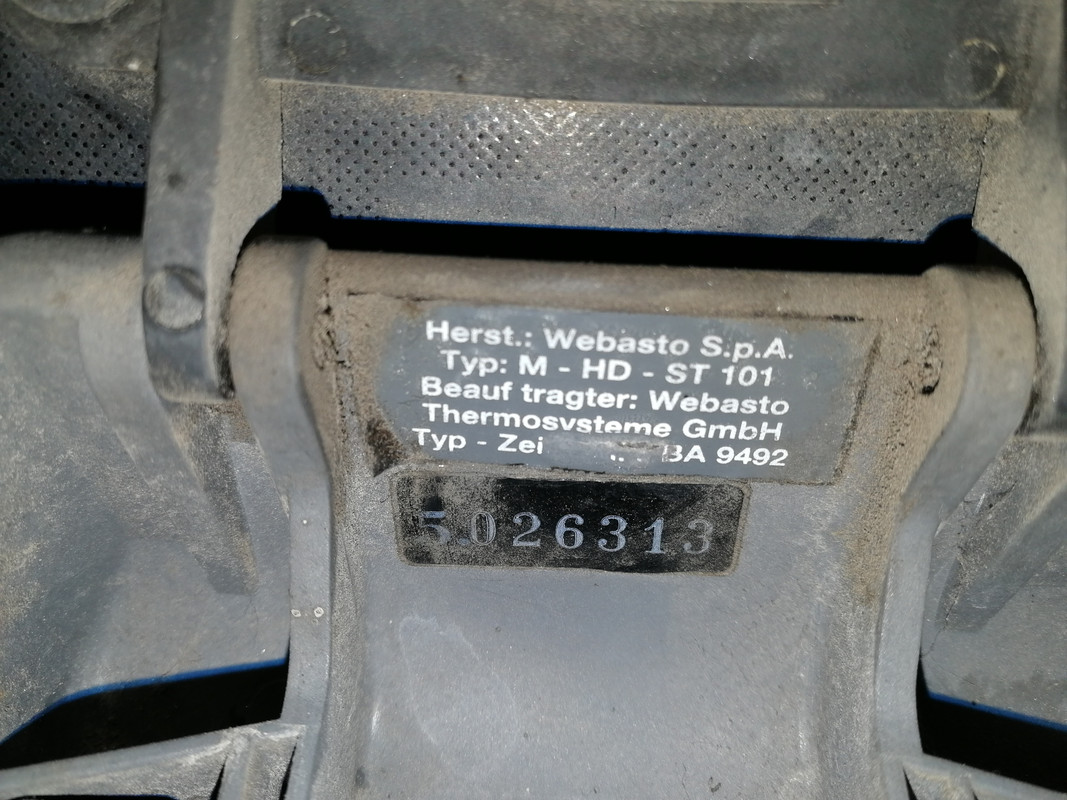 Herst.: Webasto S.p.A.
Typ: M - HD - ST 101
Beauf tragter: Webasto
Thermosysteme GmbH
Typ - Zei BA 9492
5026313